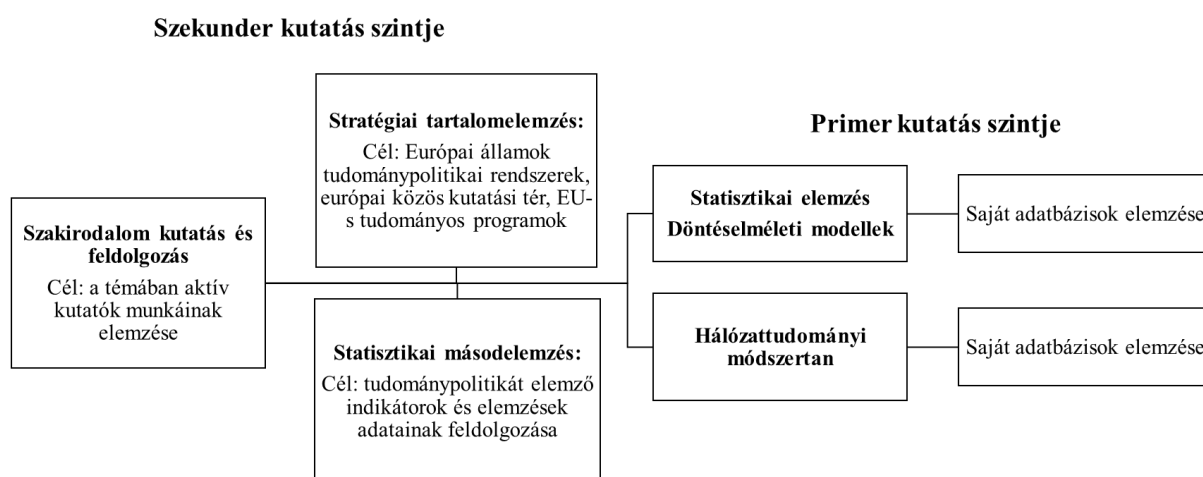 Szekunder kutatás szintje
Szakirodalom kutatás és
feldolgozás
Cél: a témában aktív
kutatók munkáinak
elemzése
Stratégiai tartalomelemzés:
Cél: Európai államok
tudománypolitikai rendszerek,
európai közös kutatási tér, EU-
s tudományos programok
Statisztikai másodelemzés:
Cél: tudománypolitikát elemző
indikátorok és elemzések
adatainak feldolgozása
Primer kutatás szintje
Statisztikai elemzés
Döntéselméleti modellek
Saját adatbázisok elemzése
Hálózattudományi
módszertan
Saját adatbázisok elemzése